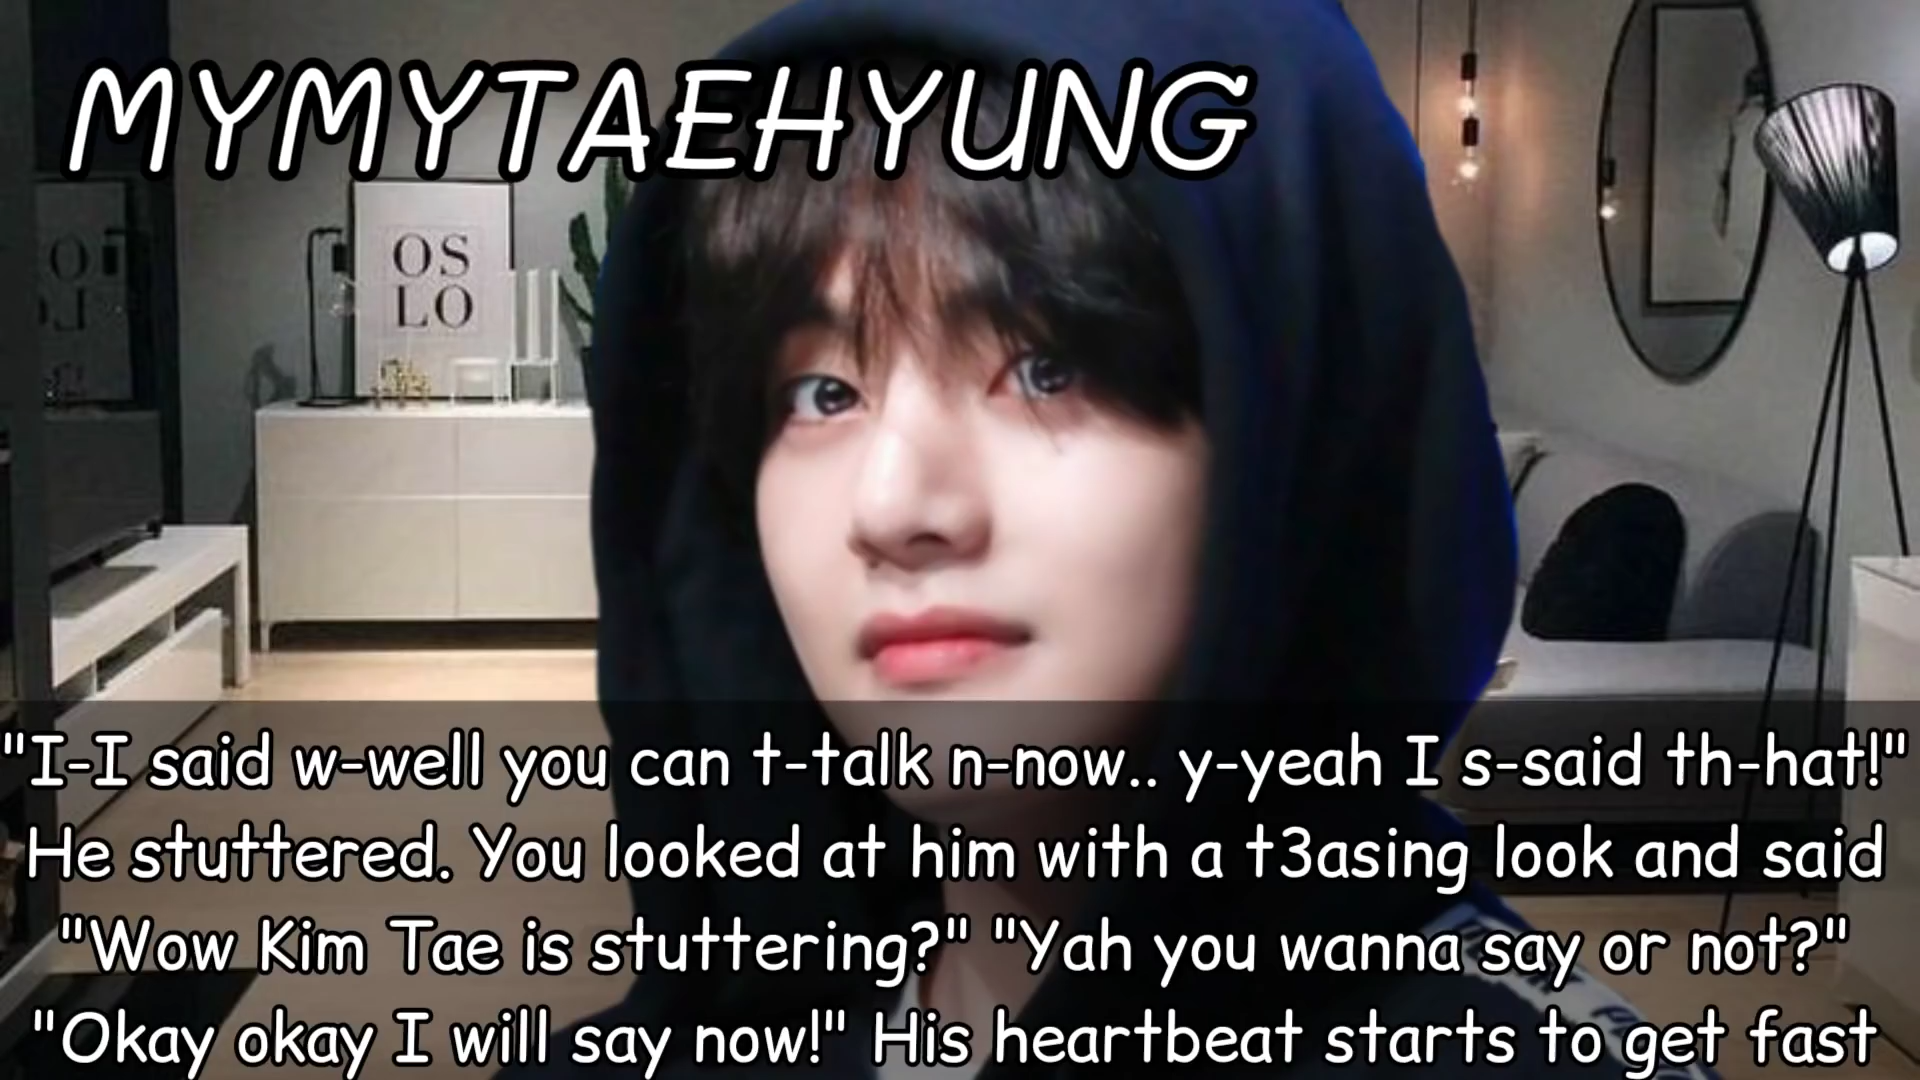 MYMYTAEHYUNG
OS
LO
"I-I said w-well you can t-talk n-now.. y-yeah I s-said th-hat!"
He stuttered. You looked at him with a t3asing look and said
"Wow Kim Tae is stuttering?" "Yah you wanna say or not?"
"Okay okay I will say now!" His heartbeat starts to get fast